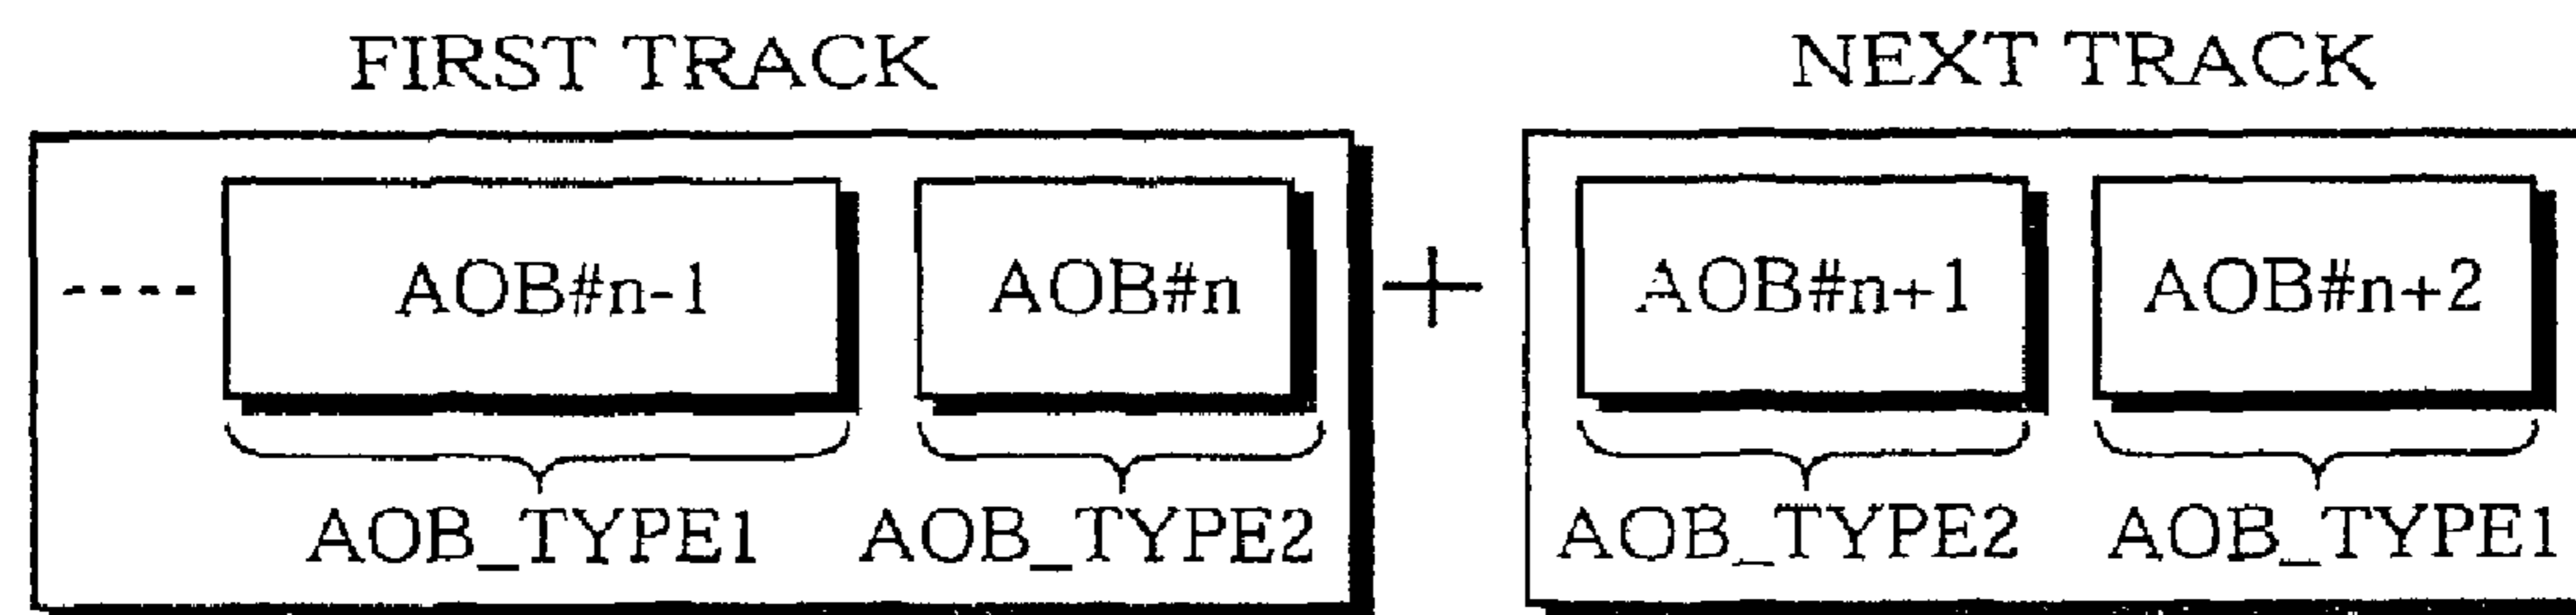 FIRST TRACK NEXT TRACK
---- AOB#n-1 AOB#n + AOB#n+1 AOB#n+2
AOB_TYPE1 AOB_TYPE2 AOB_TYPE2 AOB_TYPE1